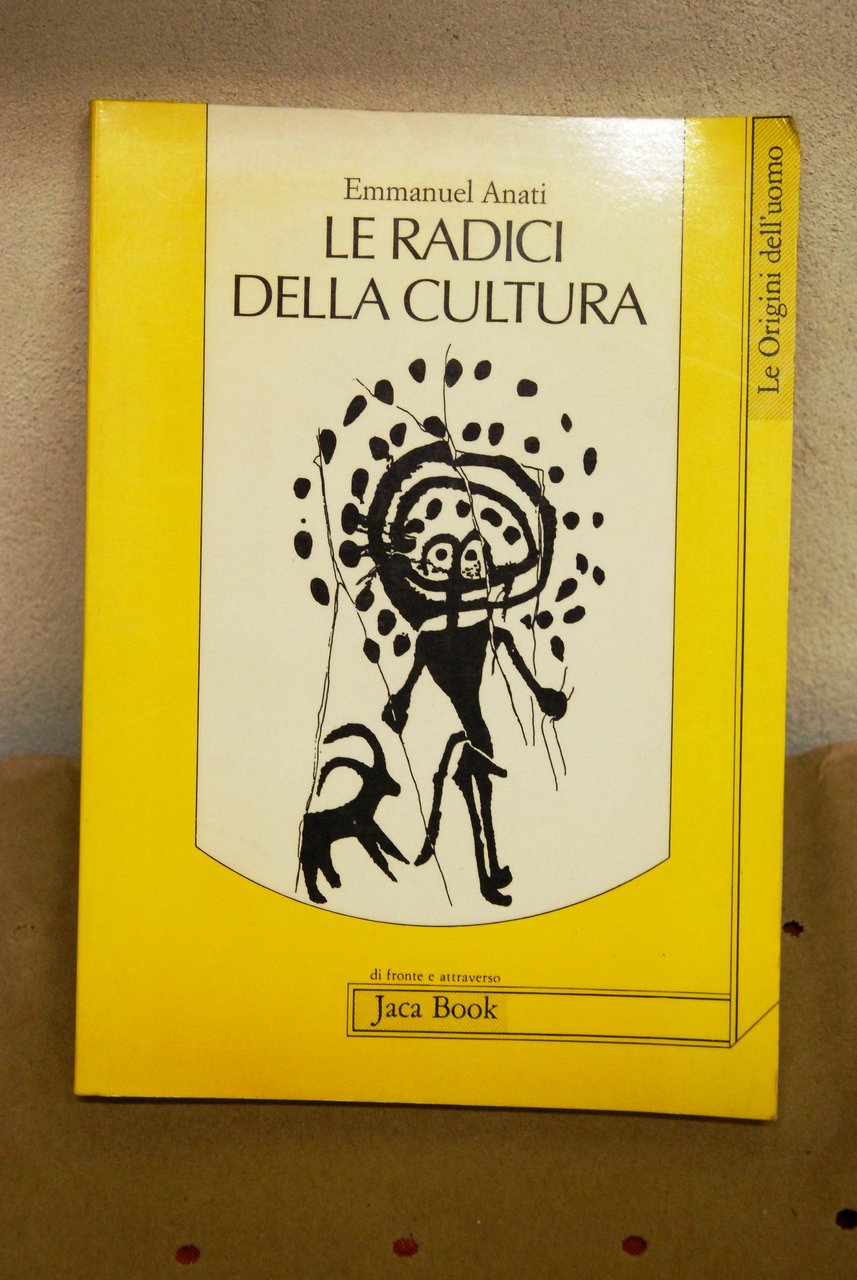 Emmanuel Anati
LE RADICI
DELLA CULTURA
Le Origini dell'uomo
di fronte e attraverso
Jaca Book